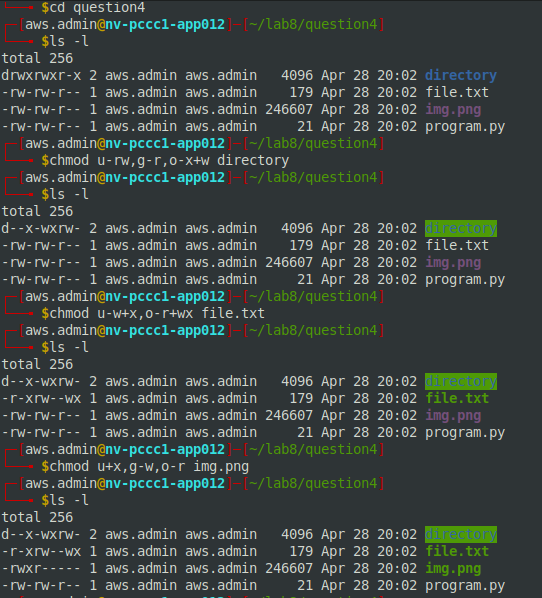 $cd question4
[aws.admin@nv-pccc1-app012]-[~/lab8/question4]
$ls -l
total 256
drwxrwxr-x 2 aws.admin aws.admin   4096 Apr 28 20:02 directory
-rw-rw-r-- 1 aws.admin aws.admin    179 Apr 28 20:02 file.txt
-rw-rw-r-- 1 aws.admin aws.admin 246607 Apr 28 20:02 img.png
-rw-rw-r-- 1 aws.admin aws.admin     21 Apr 28 20:02 program.py
[aws.admin@nv-pccc1-app012]-[~/lab8/question4]
$chmod u-rw,g-r,o-x+w directory
[aws.admin@nv-pccc1-app012]-[~/lab8/question4]
$ls -l
total 256
d--x-wxrw- 2 aws.admin aws.admin   4096 Apr 28 20:02 directory
-rw-rw-r-- 1 aws.admin aws.admin    179 Apr 28 20:02 file.txt
-rw-rw-r-- 1 aws.admin aws.admin 246607 Apr 28 20:02 img.png
-rw-rw-r-- 1 aws.admin aws.admin     21 Apr 28 20:02 program.py
[aws.admin@nv-pccc1-app012]-[~/lab8/question4]
$chmod u-w+x,o-r+wx file.txt
[aws.admin@nv-pccc1-app012]-[~/lab8/question4]
$ls -l
total 256
d--x-wxrw- 2 aws.admin aws.admin   4096 Apr 28 20:02 directory
-r-xrw--wx 1 aws.admin aws.admin    179 Apr 28 20:02 file.txt
-rw-rw-r-- 1 aws.admin aws.admin 246607 Apr 28 20:02 img.png
-rw-rw-r-- 1 aws.admin aws.admin     21 Apr 28 20:02 program.py
[aws.admin@nv-pccc1-app012]-[~/lab8/question4]
$chmod u+x,g-w,o-r img.png
[aws.admin@nv-pccc1-app012]-[~/lab8/question4]
$ls -l
total 256
d--x-wxrw- 2 aws.admin aws.admin   4096 Apr 28 20:02 directory
-r-xrw--wx 1 aws.admin aws.admin    179 Apr 28 20:02 file.txt
-rwxr----- 1 aws.admin aws.admin 246607 Apr 28 20:02 img.png
-rw-rw-r-- 1 aws.admin aws.admin     21 Apr 28 20:02 program.py